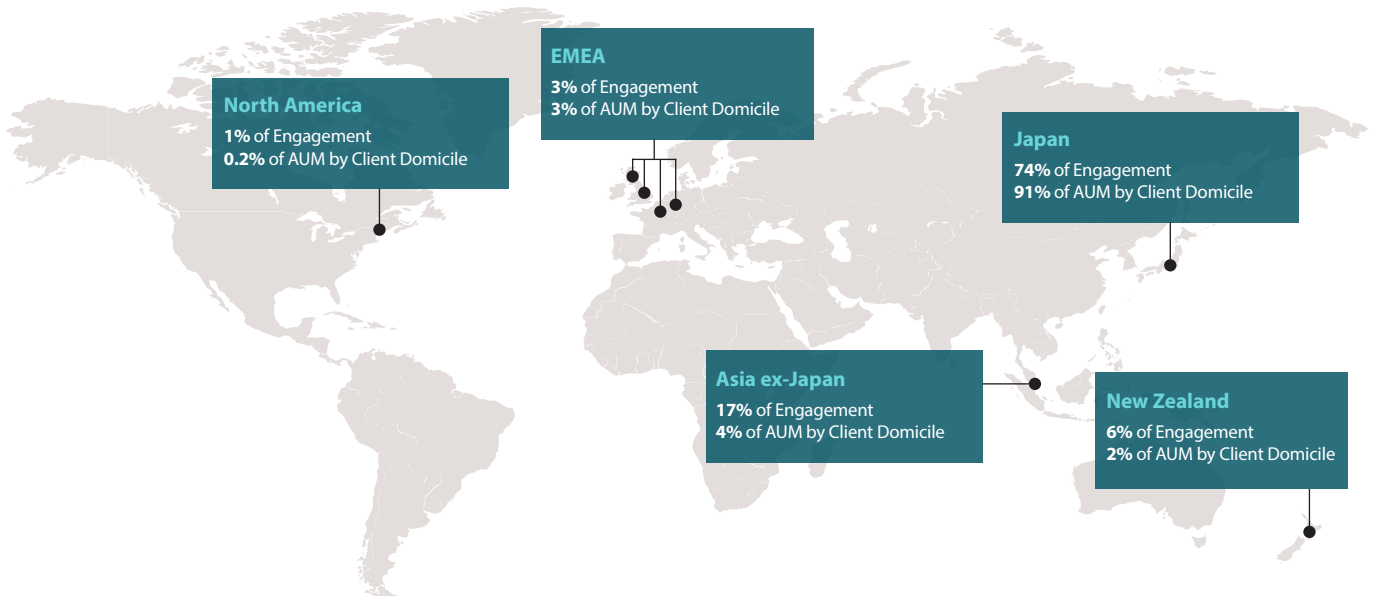 EMEA
3% of Engagement
3% of AUM by Client Domicile
North America
1% of Engagement
0.2% of AUM by Client Domicile
Japan
74% of Engagement
91% of AUM by Client Domicile
Asia ex-Japan
17% of Engagement
4% of AUM by Client Domicile
New Zealand
6% of Engagement
2% of AUM by Client Domicile